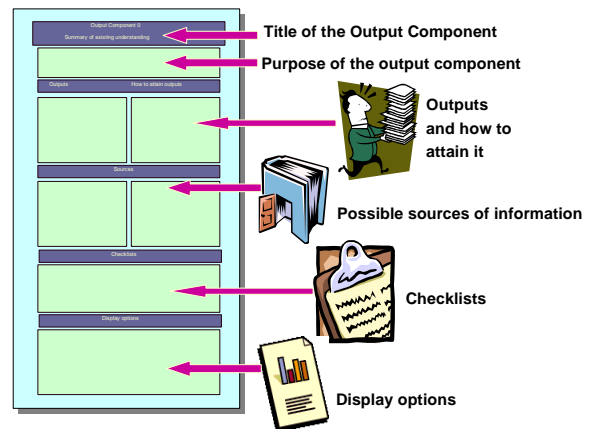 Output Component 0
Summary of existing understanding
Title of the Output Component
Purpose of the output component
Outputs
How to attain outputs
Outputs
and how to
attain it
Sources
Possible sources of information
Checklists
Checklists
Display options
Display options